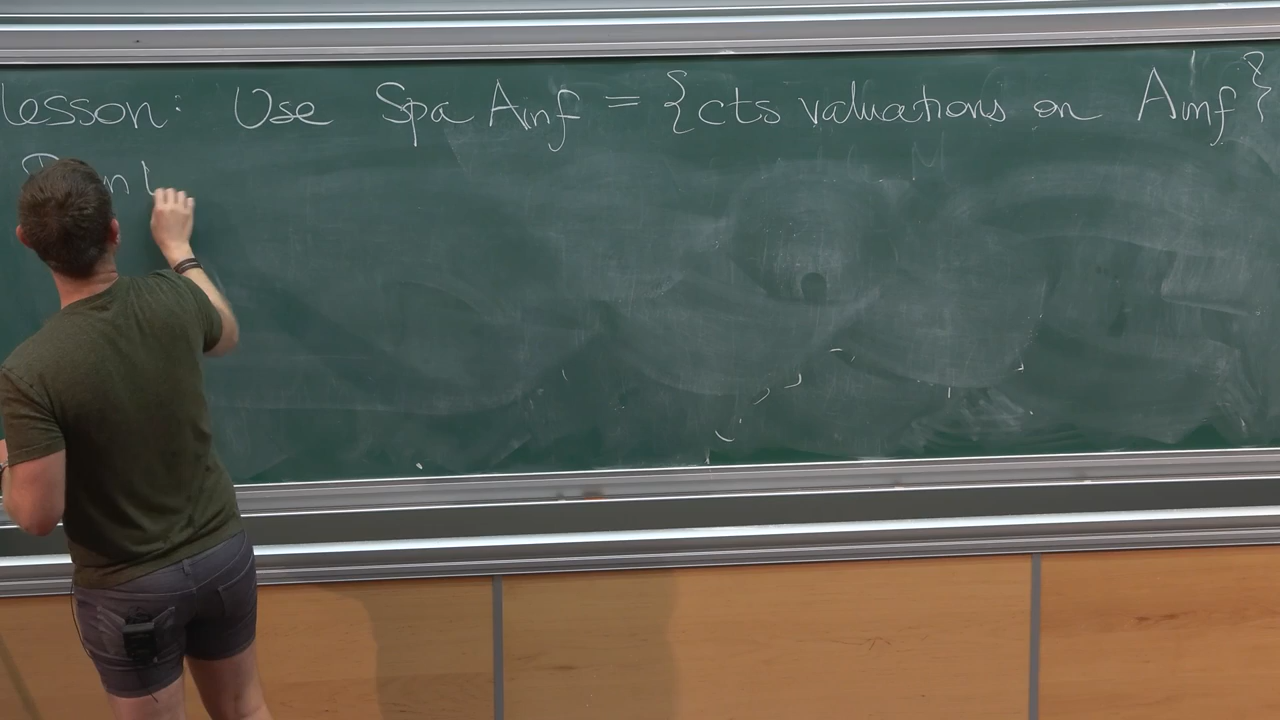 lesson: Use Spa Ainf = {cts valuations on Ainf}